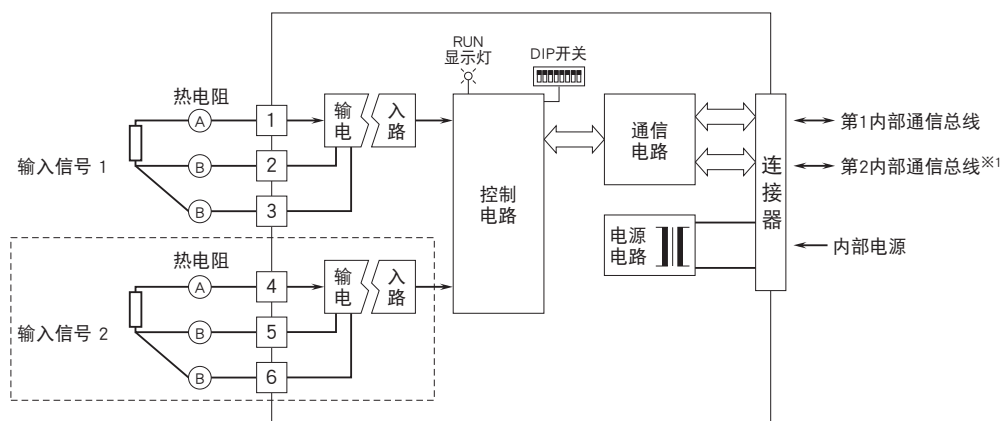 RUN
显示灯
DIP开关
热电阻
A
1
输 入
电 路
输入信号 1
B
2
B
3
控制
电路
通信
电路
连
接
器
第1内部通信总线
第2内部通信总线※1
电源
电路
内部电源
热电阻
A
4
输 入
电 路
输入信号 2
B
5
B
6